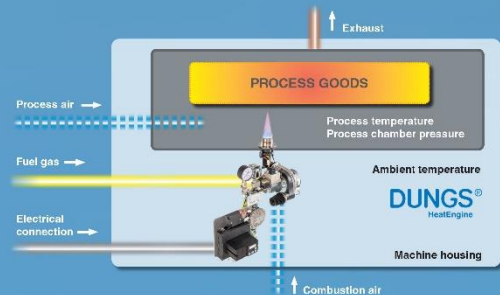 Exhaust
PROCESS GOODS
Process air
Process temperature
Process chamber pressure
Fuel gas
Ambient temperature
DUNGS®
HeatEngine
Electrical
connection
Machine housing
Combustion air